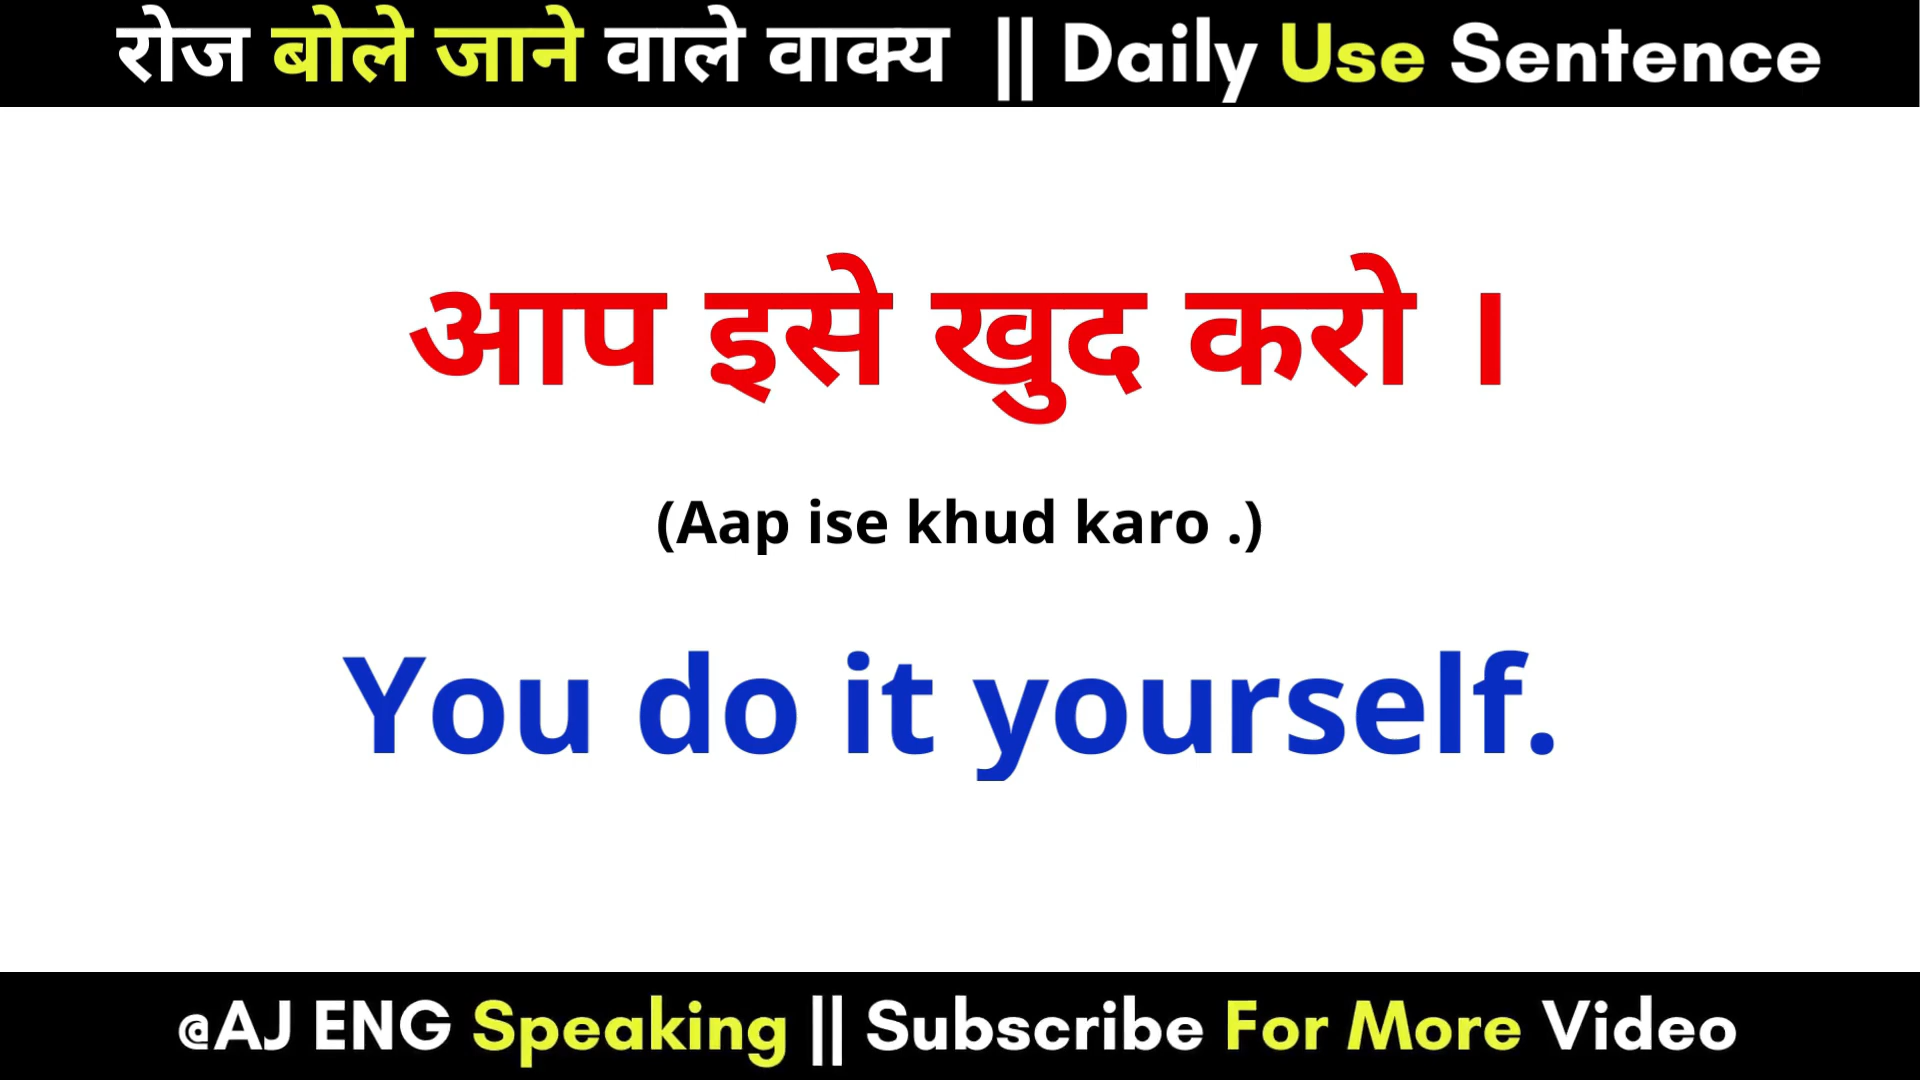 रोज बोले जाने वाले वाक्य || Daily Use Sentence
आप इसे खुद करो ।
(Aap ise khud karo .)
You do it yourself.
@AJ ENG Speaking || Subscribe For More Video